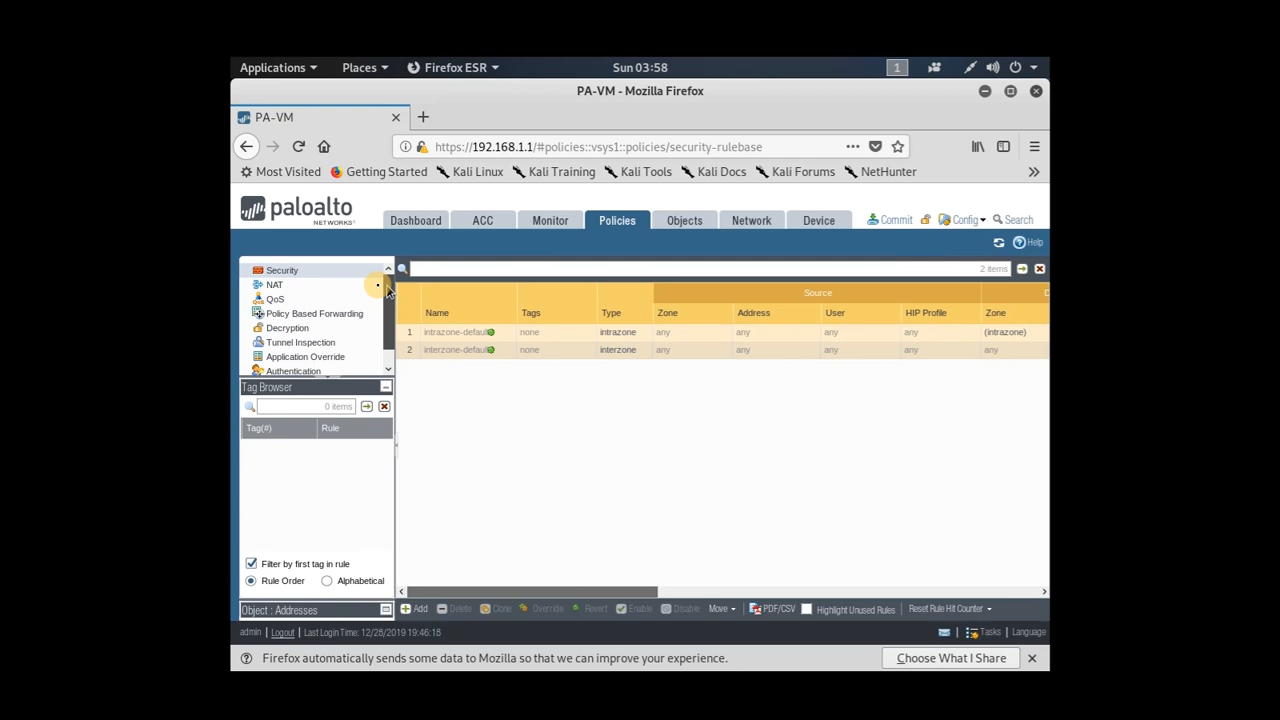 Applications Places Firefox ESR Sun 03:58 1
PA-VM - Mozilla Firefox
PA-VM
https://192.168.1.1/#policies::vsys1::policies/security-rulebase
Most Visited Getting Started Kali Linux Kali Training Kali Tools Kali Docs Kali Forums NetHunter
paloalto
NETWORKS
Dashboard ACC Monitor Policies Objects Network Device Commit Config Search
Help
Security
NAT
QoS
Policy Based Forwarding
Decryption
Tunnel Inspection
Application Override
Authentication
2 items
Source
Name Tags Type Zone Address User HIP Profile Zone
1 intrazone-default none intrazone any any any any (intrazone)
2 interzone-default none interzone any any any any any
Tag Browser
0 items
Tag(#) Rule
Filter by first tag in rule
Rule Order Alphabetical
Object : Addresses
Add Delete Clone Override Revert Enable Disable Move PDF/CSV Highlight Unused Rules Reset Rule Hit Counter
admin | Logout | Last Login Time: 12/28/2019 19:46:18
Tasks | Language
Firefox automatically sends some data to Mozilla so that we can improve your experience.
Choose What I Share